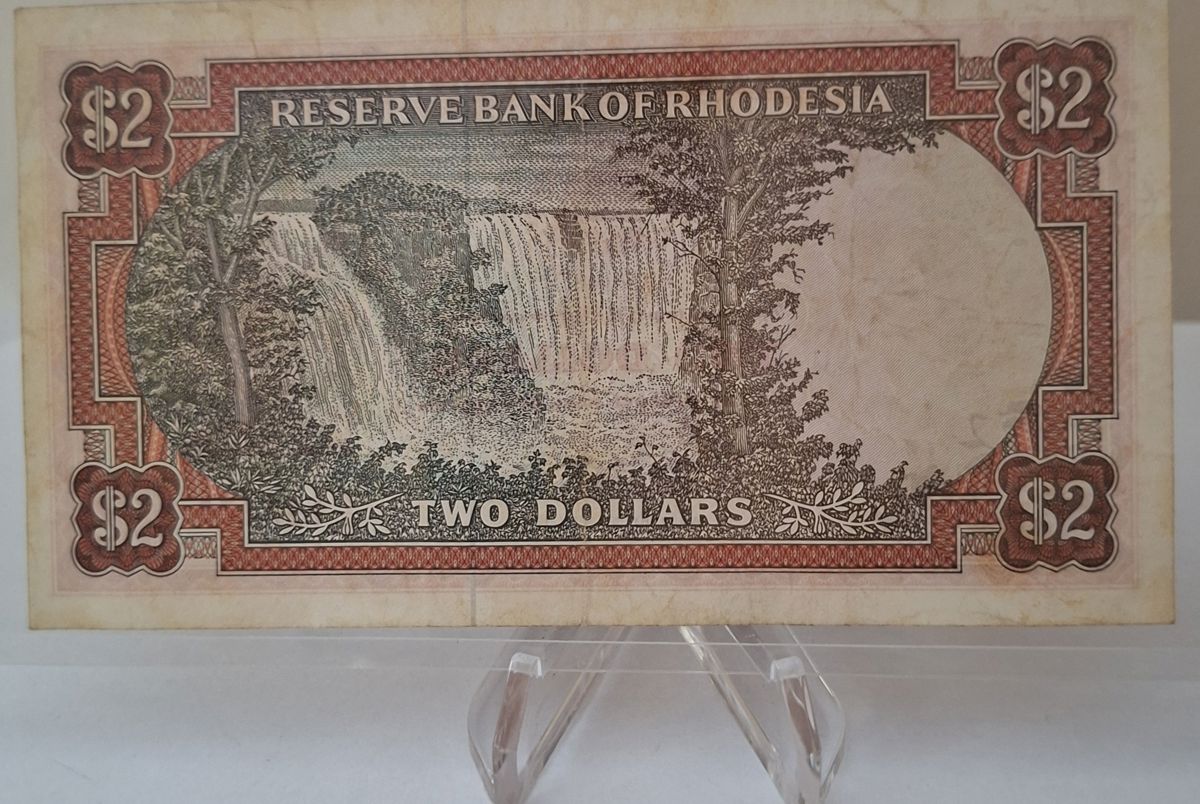 $2 RESERVE BANK OF RHODESIA $2
$2 TWO DOLLARS $2